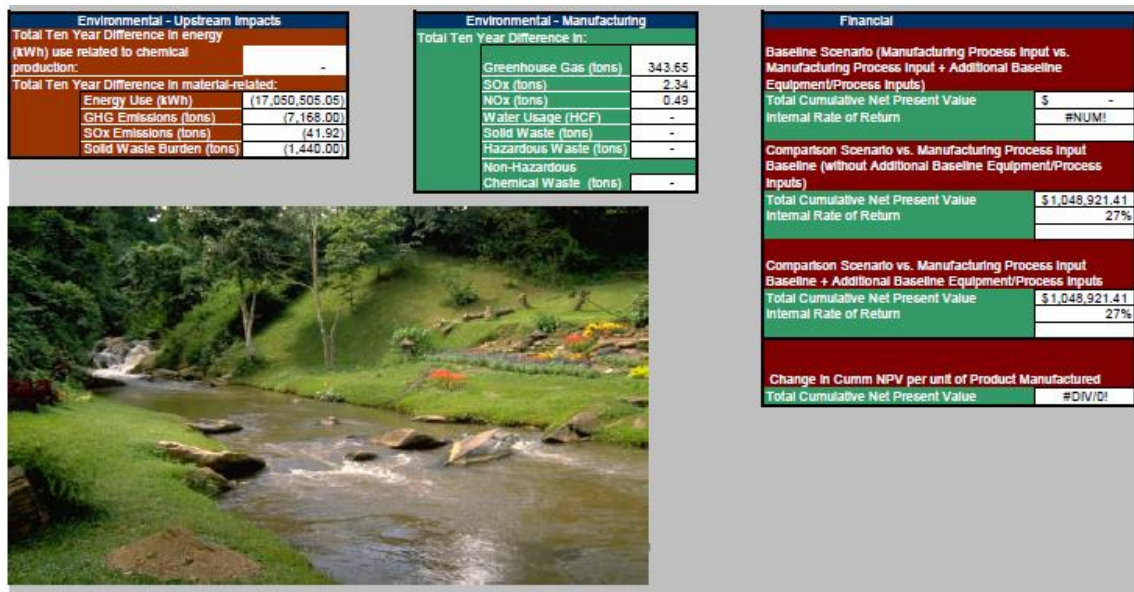 Environmental - Upstream Impacts
Total Ten Year Difference in energy
(kWh) use related to chemical
production: -
Total Ten Year Difference in material-related:
Energy Use (kWh) (17,050,505.05)
GHG Emissions (tons) (7,168.00)
SOx Emissions (tons) (41.92)
Solid Waste Burden (tons) (1,440.00)
Environmental - Manufacturing
Total Ten Year Difference in:
Greenhouse Gas (tons) 343.65
SOx (tons) 2.34
NOx (tons) 0.49
Water Usage (HCF) -
Solid Waste (tons) -
Hazardous Waste (tons) -
Non-Hazardous
Chemical Waste (tons) -
Financial
Baseline Scenario (Manufacturing Process Input vs.
Manufacturing Process Input + Additional Baseline
Equipment/Process Inputs)
Total Cumulative Net Present Value $ -
Internal Rate of Return #NUM!
Comparison Scenario vs. Manufacturing Process Input
Baseline (without Additional Baseline Equipment/Process
Inputs)
Total Cumulative Net Present Value $1,048,921.41
Internal Rate of Return 27%
Comparison Scenario vs. Manufacturing Process Input
Baseline + Additional Baseline Equipment/Process Inputs
Total Cumulative Net Present Value $1,048,921.41
Internal Rate of Return 27%
Change in Cumm NPV per unit of Product Manufactured
Total Cumulative Net Present Value #DIV/0!